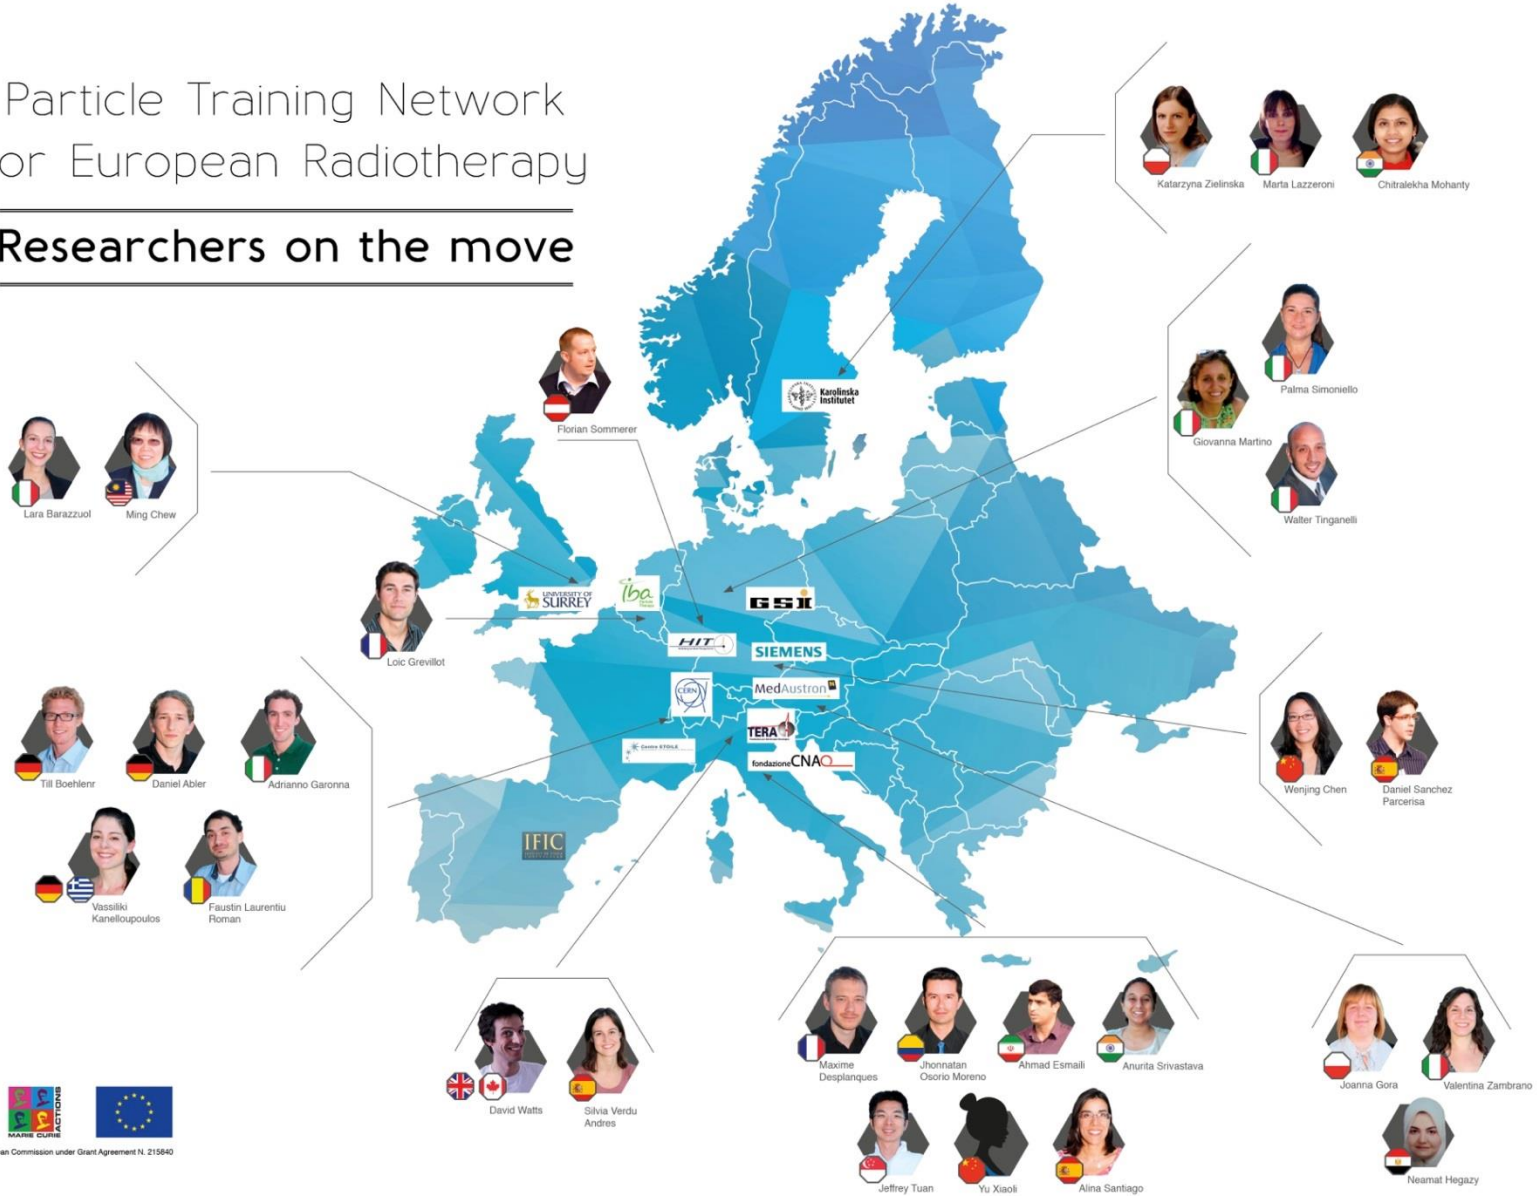 Particle Training Network
or European Radiotherapy
Researchers on the move
Katarzyna Zielinska
Marta Lazzeroni
Chitralekha Mohanty
Palma Simoniello
Giovanna Martino
Walter Tinganelli
Florian Sommerer
Karolinska
Institutet
Lara Barazzuol
Ming Chew
Loic Grevillot
UNIVERSITY OF
SURREY
iba
GSI
HIT
SIEMENS
CERN
MedAustron
TERA
Centre ETOILE
fondazioneCNAO
IFIC
Till Boehlenr
Daniel Abler
Adrianno Garonna
Vassiliki
Kanelloupoulos
Faustin Laurentiu
Roman
Wenjing Chen
Daniel Sanchez
Parcerisa
David Watts
Silvia Verdu
Andres
Maxime
Desplanques
Jhonnatan
Osorio Moreno
Ahmad Esmaili
Anurita Srivastava
Jeffrey Tuan
Yu Xiaoli
Alina Santiago
Joanna Gora
Valentina Zambrano
Neamat Hegazy
MARIE CURIE
ACTIONS
an Commission under Grant Agreement N. 215840